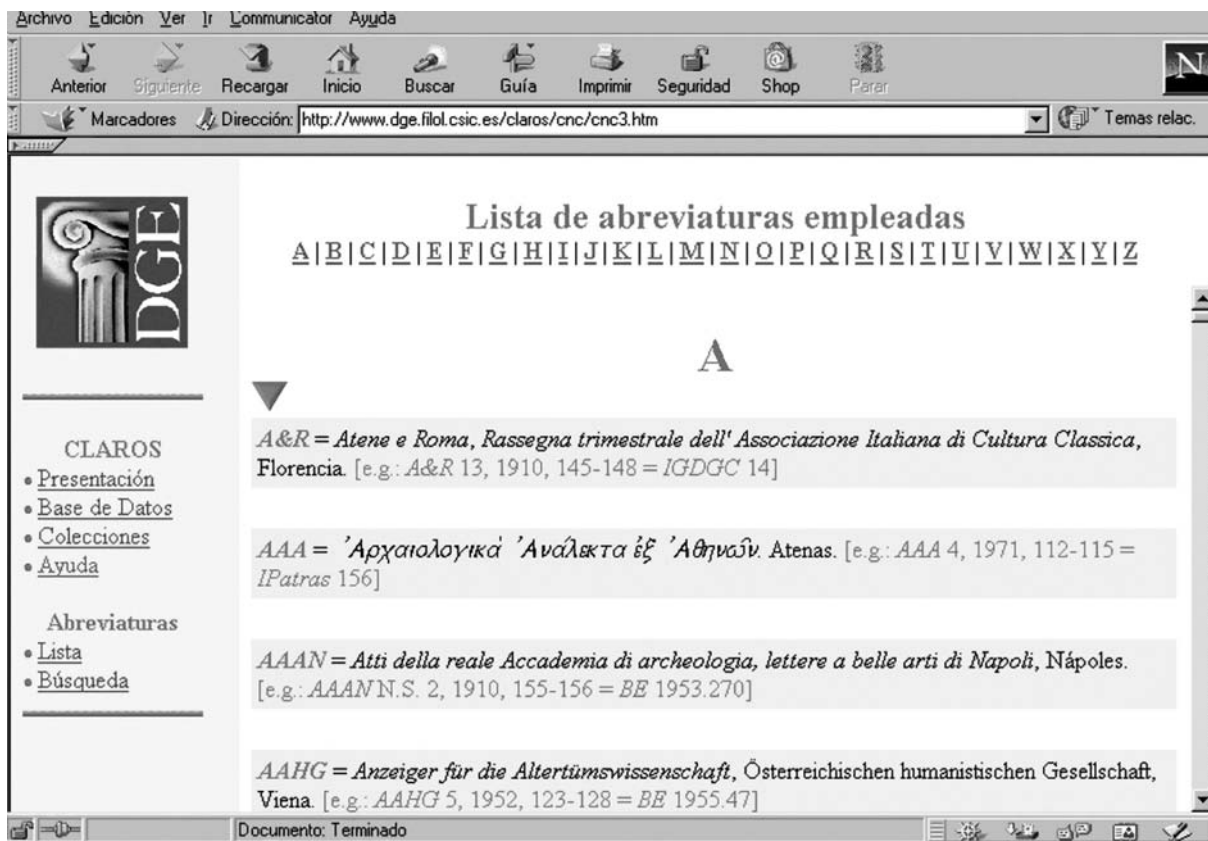 Archivo Edición Ver Ir Communicator Ayuda
Anterior Siguiente Recargar Inicio Buscar Guía Imprimir Seguridad Shop Parar
N
Marcadores Dirección: http://www.dge.filol.csic.es/claros/cnc/cnc3.htm Temas relac.
DGE
CLAROS
Presentación
Base de Datos
Colecciones
Ayuda
Abreviaturas
Lista
Búsqueda
Lista de abreviaturas empleadas
A|B|C|D|E|F|G|H|I|J|K|L|M|N|O|P|Q|R|S|T|U|V|W|X|Y|Z
A
A&R = Atene e Roma, Rassegna trimestrale dell' Associazione Italiana di Cultura Classica,
Florencia. [e.g.: A&R 13, 1910, 145-148 = IGDGC 14]
AAA = Ἀρχαιολογικά Ἀνάλεκτα ἐξ Ἀθηνῶν. Atenas. [e.g.: AAA 4, 1971, 112-115 =
IPatras 156]
AAAN = Atti della reale Accademia di archeologia, lettere a belle arti di Napoli, Nápoles.
[e.g.: AAAN N.S. 2, 1910, 155-156 = BE 1953.270]
AAHG = Anzeiger für die Altertümswissenschaft, Österreichischen humanistischen Gesellschaft,
Viena. [e.g.: AAHG 5, 1952, 123-128 = BE 1955.47]
Documento: Terminado